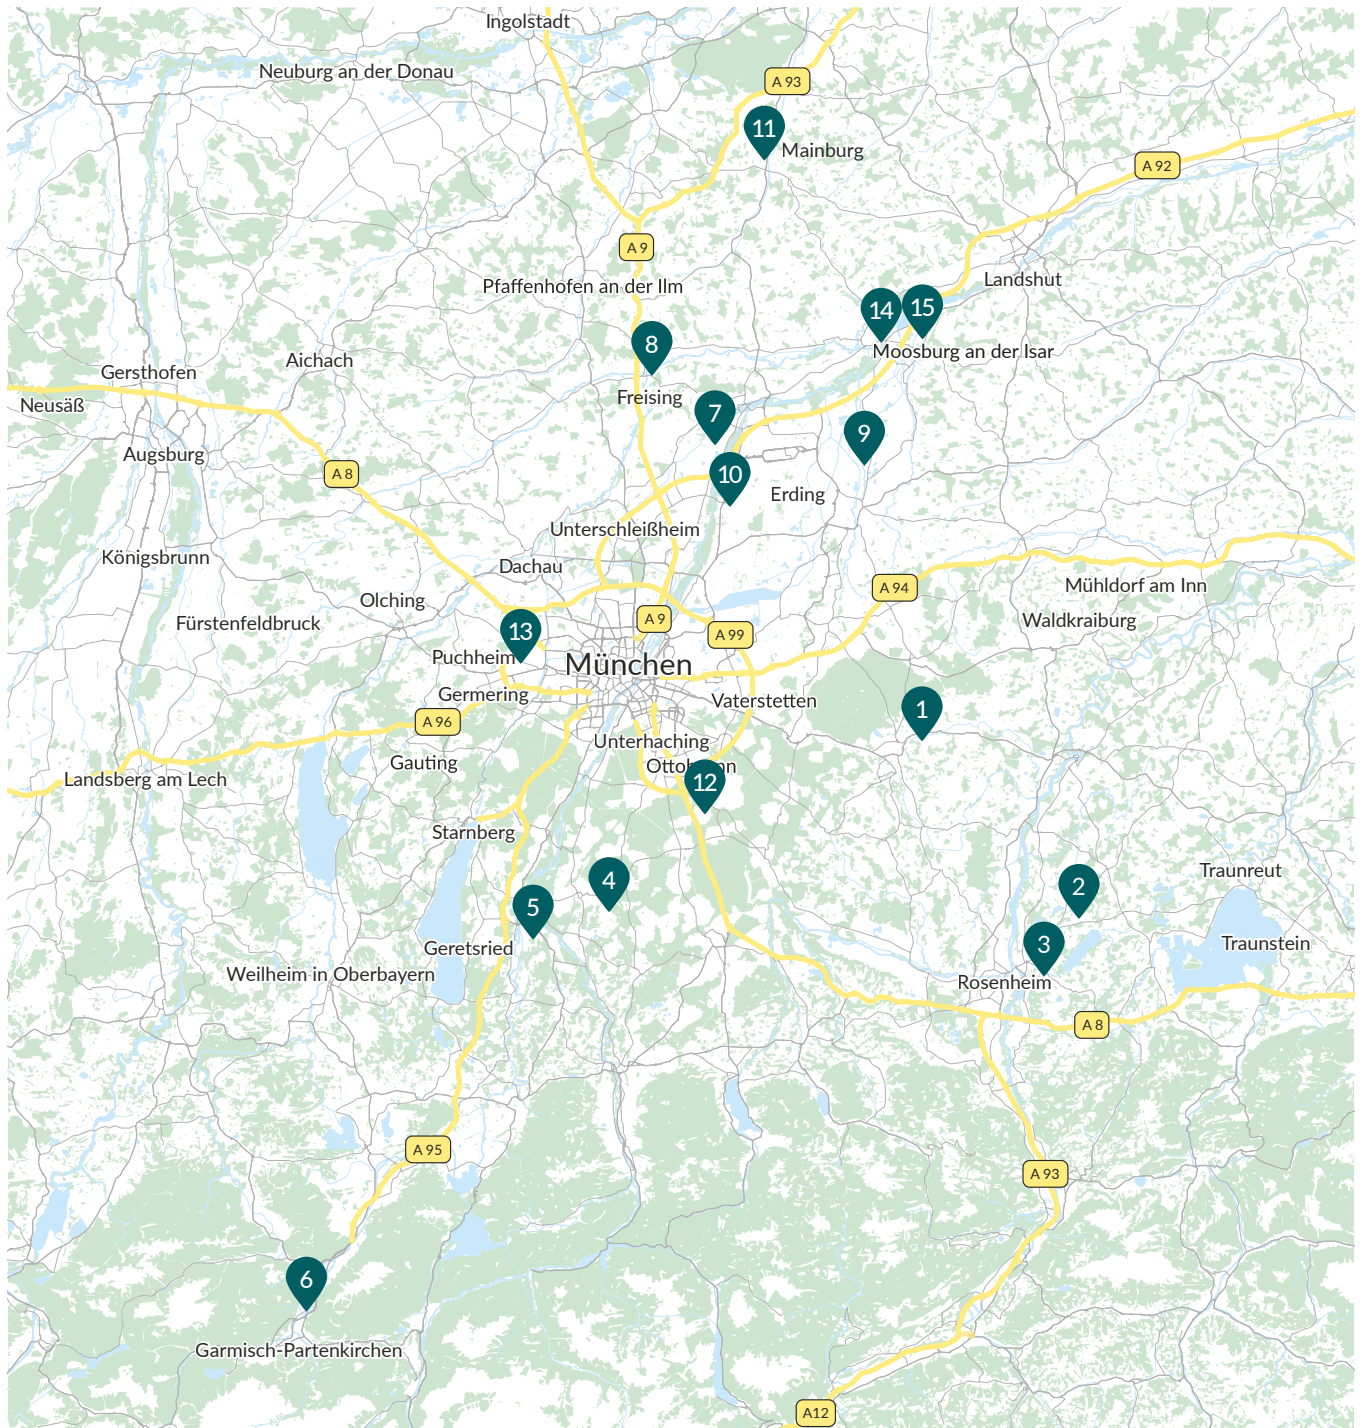 Ingolstadt
Neuburg an der Donau
A 93
11
Mainburg
A 92
A 9
Landshut
Pfaffenhofen an der Ilm
14
15
8
Moosburg an der Isar
Aichach
Gersthofen
Neusäß
Freising
7
9
Augsburg
A 8
10
Erding
Unterschleißheim
Königsbrunn
Dachau
A 94
Mühldorf am Inn
Olching
Fürstenfeldbruck
A 9
Waldkraiburg
13
A 99
Puchheim
München
Germering
Vaterstetten
1
A 96
Unterhaching
Gauting
Landsberg am Lech
12
Starnberg
4
2
Traunreut
5
3
Geretsried
Traunstein
Weilheim in Oberbayern
Rosenheim
A 8
A 95
A 93
6
Garmisch-Partenkirchen
A12